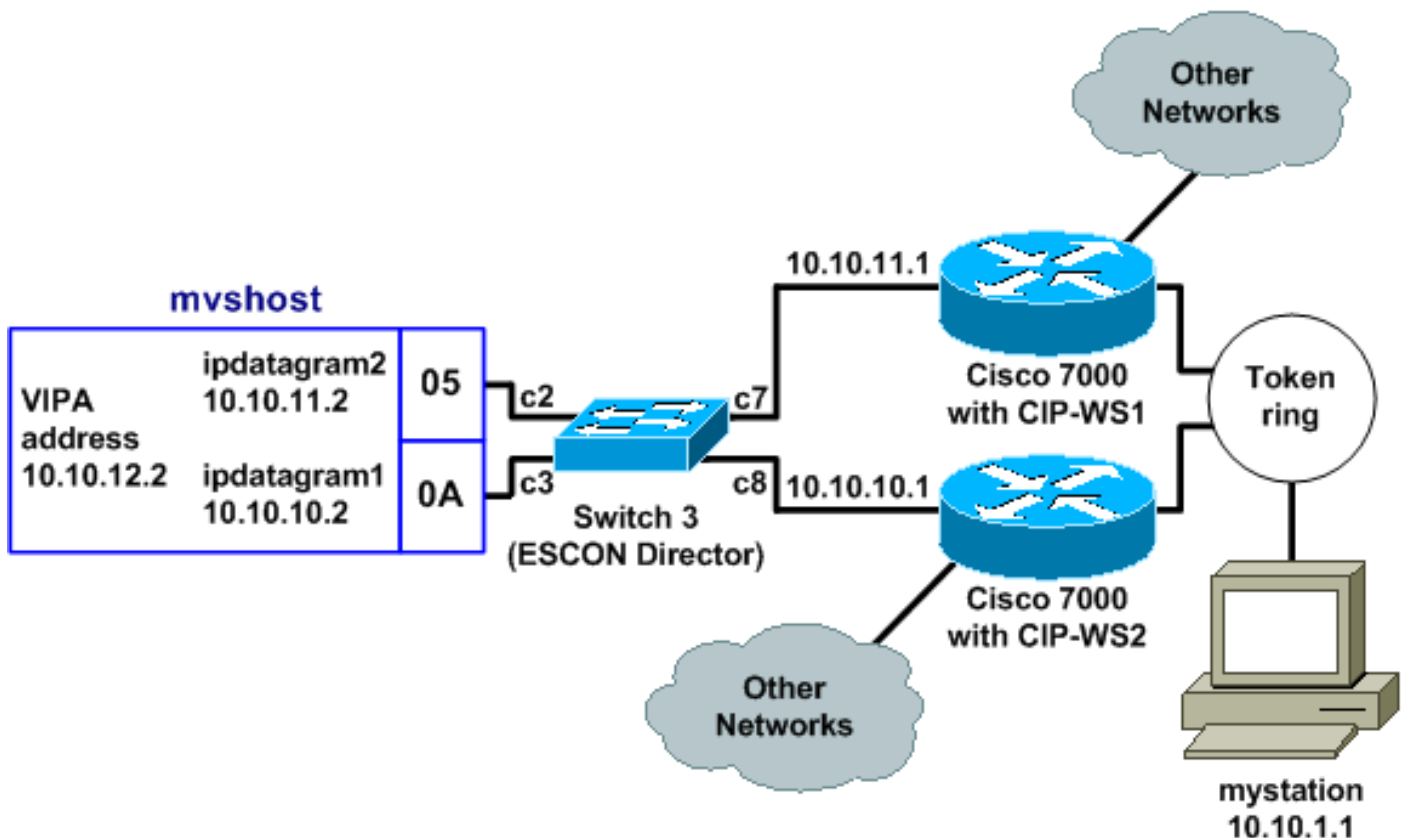 Other
Networks
mvshost
VIPA
address
10.10.12.2
ipdatagram2
10.10.11.2
ipdatagram1
10.10.10.2
05
0A
c2
c3
c7
c8
Switch 3
(ESCON Director)
10.10.11.1
10.10.10.1
Cisco 7000
with CIP-WS1
Cisco 7000
with CIP-WS2
Token
ring
Other
Networks
mystation
10.10.1.1